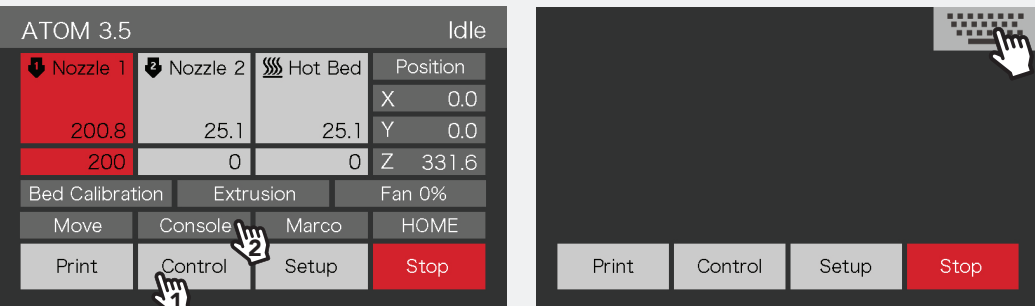 ATOM 3.5 Idle
1 Nozzle 1 2 Nozzle 2 Hot Bed Position
X 0.0
200.8 25.1 25.1 Y 0.0
200 0 0 Z 331.6
Bed Calibration Extrusion Fan 0%
Move Console Marco HOME
2
Print Control Setup Stop
1
Print Control Setup Stop